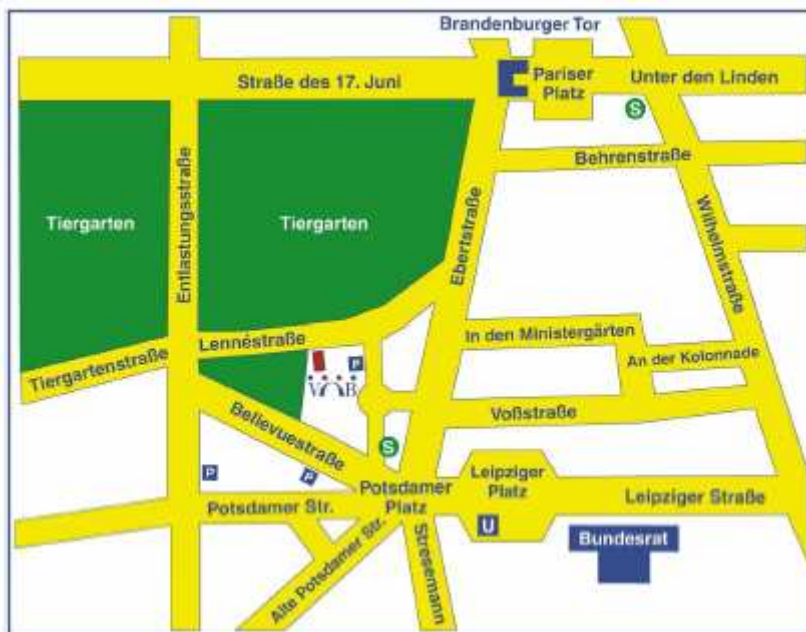 Brandenburger Tor
Straße des 17. Juni
Pariser
Platz
Unter den Linden
S
Behrenstraße
Tiergarten
Entlastungsstraße
Tiergarten
Ebertstraße
Wilhelmstraße
In den Ministergärten
Lennéstraße
An der Kolonnade
Tiergartenstraße
P
VÖB
Voßstraße
Bellevuestraße
S
P
P
Leipziger
Platz
Potsdamer
Platz
Leipziger Straße
Potsdamer Str.
U
Bundesrat
Alte Potsdamer Str.
Stresemann